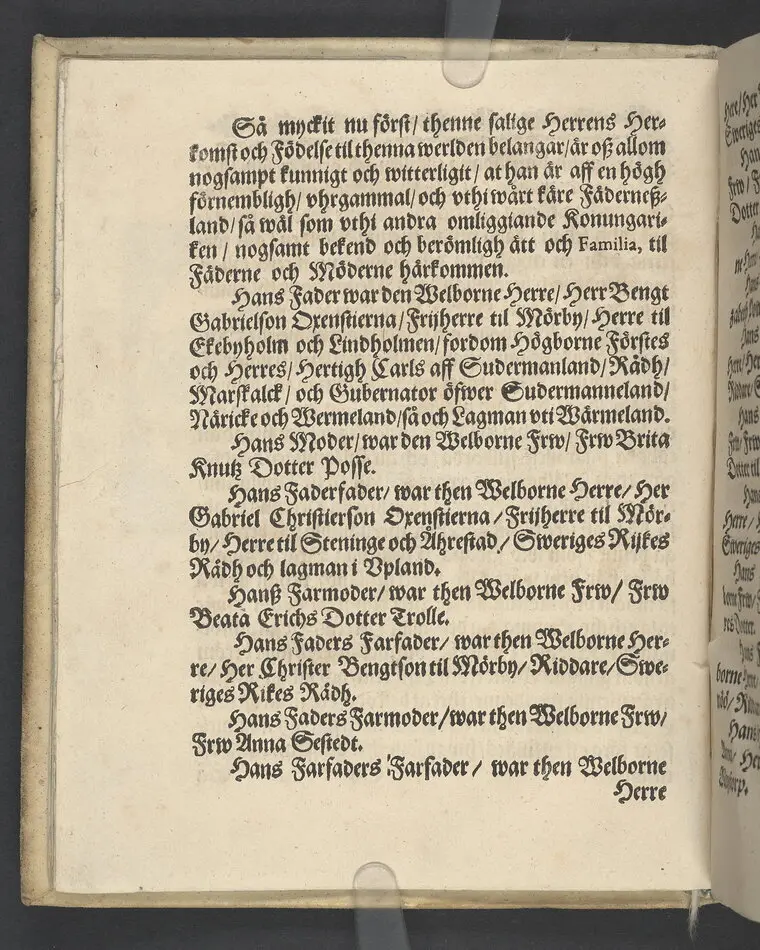 Så myckit nu först/ thenne salige Herrens Her-
komst och Födelse til thenna werlden belangar/ är oß allom
nogsampt kunnigt och witterligit/ at han är aff en högh
förnembligh/ vhrgammal/ och vthi wårt käre Fäderneß-
land/ så wäl som vthi andra omliggiande Konungari-
ken/ nogsamt bekend och berömligh ätt och Familia, til
Fäderne och Möderne härkommen.
Hans Fader war den Welborne Herre/ Herr Bengt
Gabrielson Oxenstierna/ Frijherre til Mörby/ Herre til
Ekebyholm och Lindholmen/ fordom Högborne Förstes
och Herres/ Hertigh Carls aff Sudermanland/ Rådh/
Marskalck/ och Gubernator öfwer Sudermanneland/
Näricke och Wermeland/ så och Lagman vti Wärmeland.
Hans Moder/ war den Welborne Frw/ Frw Brita
Knutz Dotter Posse.
Hans Faderfader/ war then Welborne Herre/ Her
Gabriel Christierson Oxenstierna/ Frijherre til Mör-
by/ Herre til Steninge och Åhrestad/ Sweriges Rijkes
Rådh och lagman i Vpland.
Hanß Farmoder/ war then Welborne Frw/ Frw
Beata Erichs Dotter Trolle.
Hans Faders Farfader/ war then Welborne Her-
re/ Her Christer Bengtson til Mörby/ Riddare/ Swe-
riges Rikes Rådh.
Hans Faders Farmoder/ war then Welborne Frw/
Frw Anna Sestedt.
Hans Farfaders Farfader/ war then Welborne
Herre